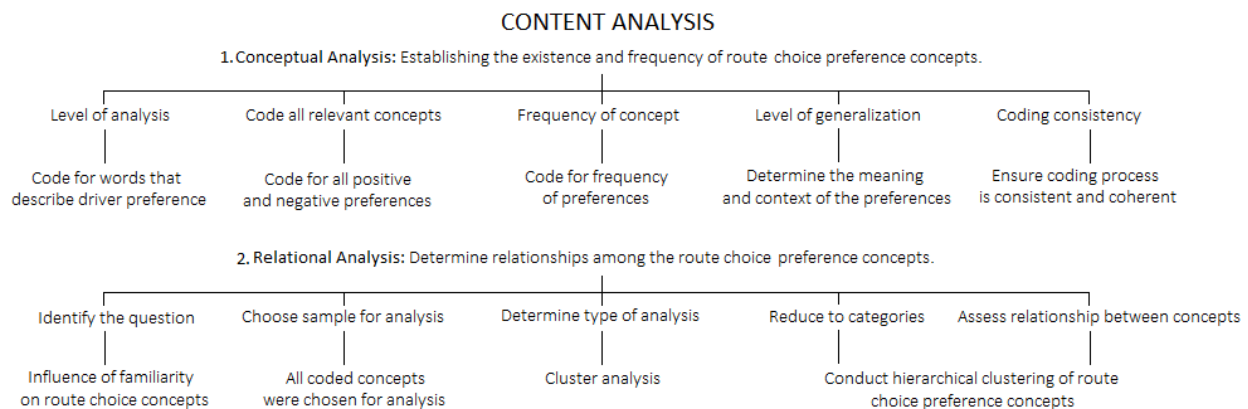 CONTENT ANALYSIS
1. Conceptual Analysis: Establishing the existence and frequency of route choice preference concepts.
Level of analysis
Code all relevant concepts
Frequency of concept
Level of generalization
Coding consistency
Code for words that
describe driver preference
Code for all positive
and negative preferences
Code for frequency
of preferences
Determine the meaning
and context of the preferences
Ensure coding process
is consistent and coherent
2. Relational Analysis: Determine relationships among the route choice preference concepts.
Identify the question
Choose sample for analysis
Determine type of analysis
Reduce to categories
Assess relationship between concepts
Influence of familiarity
on route choice concepts
All coded concepts
were chosen for analysis
Cluster analysis
Conduct hierarchical clustering of route
choice preference concepts